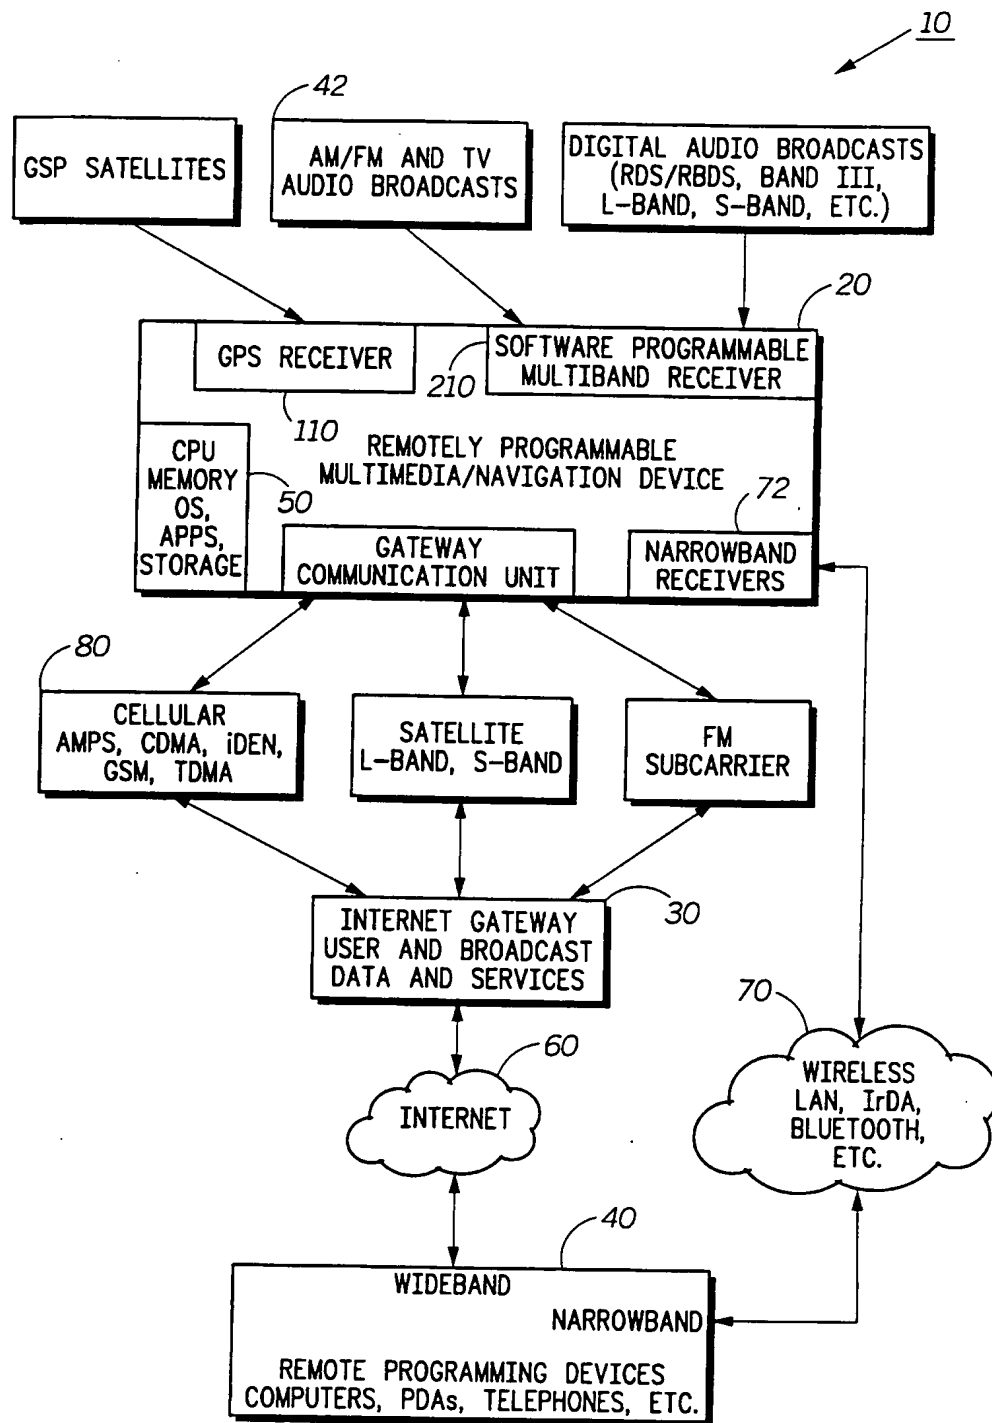 10
42
GSP SATELLITES
AM/FM AND TV
AUDIO BROADCASTS
DIGITAL AUDIO BROADCASTS
(RDS/RBDS, BAND III,
L-BAND, S-BAND, ETC.)
20
GPS RECEIVER
210
SOFTWARE PROGRAMMABLE
MULTIBAND RECEIVER
110
REMOTELY PROGRAMMABLE
MULTIMEDIA/NAVIGATION DEVICE
CPU
MEMORY
OS,
APPS,
STORAGE
50
72
GATEWAY
COMMUNICATION UNIT
NARROWBAND
RECEIVERS
80
CELLULAR
AMPS, CDMA, iDEN,
GSM, TDMA
SATELLITE
L-BAND, S-BAND
FM
SUBCARRIER
30
INTERNET GATEWAY
USER AND BROADCAST
DATA AND SERVICES
70
60
INTERNET
WIRELESS
LAN, IrDA,
BLUETOOTH,
ETC.
40
WIDEBAND
NARROWBAND
REMOTE PROGRAMMING DEVICES
COMPUTERS, PDAs, TELEPHONES, ETC.